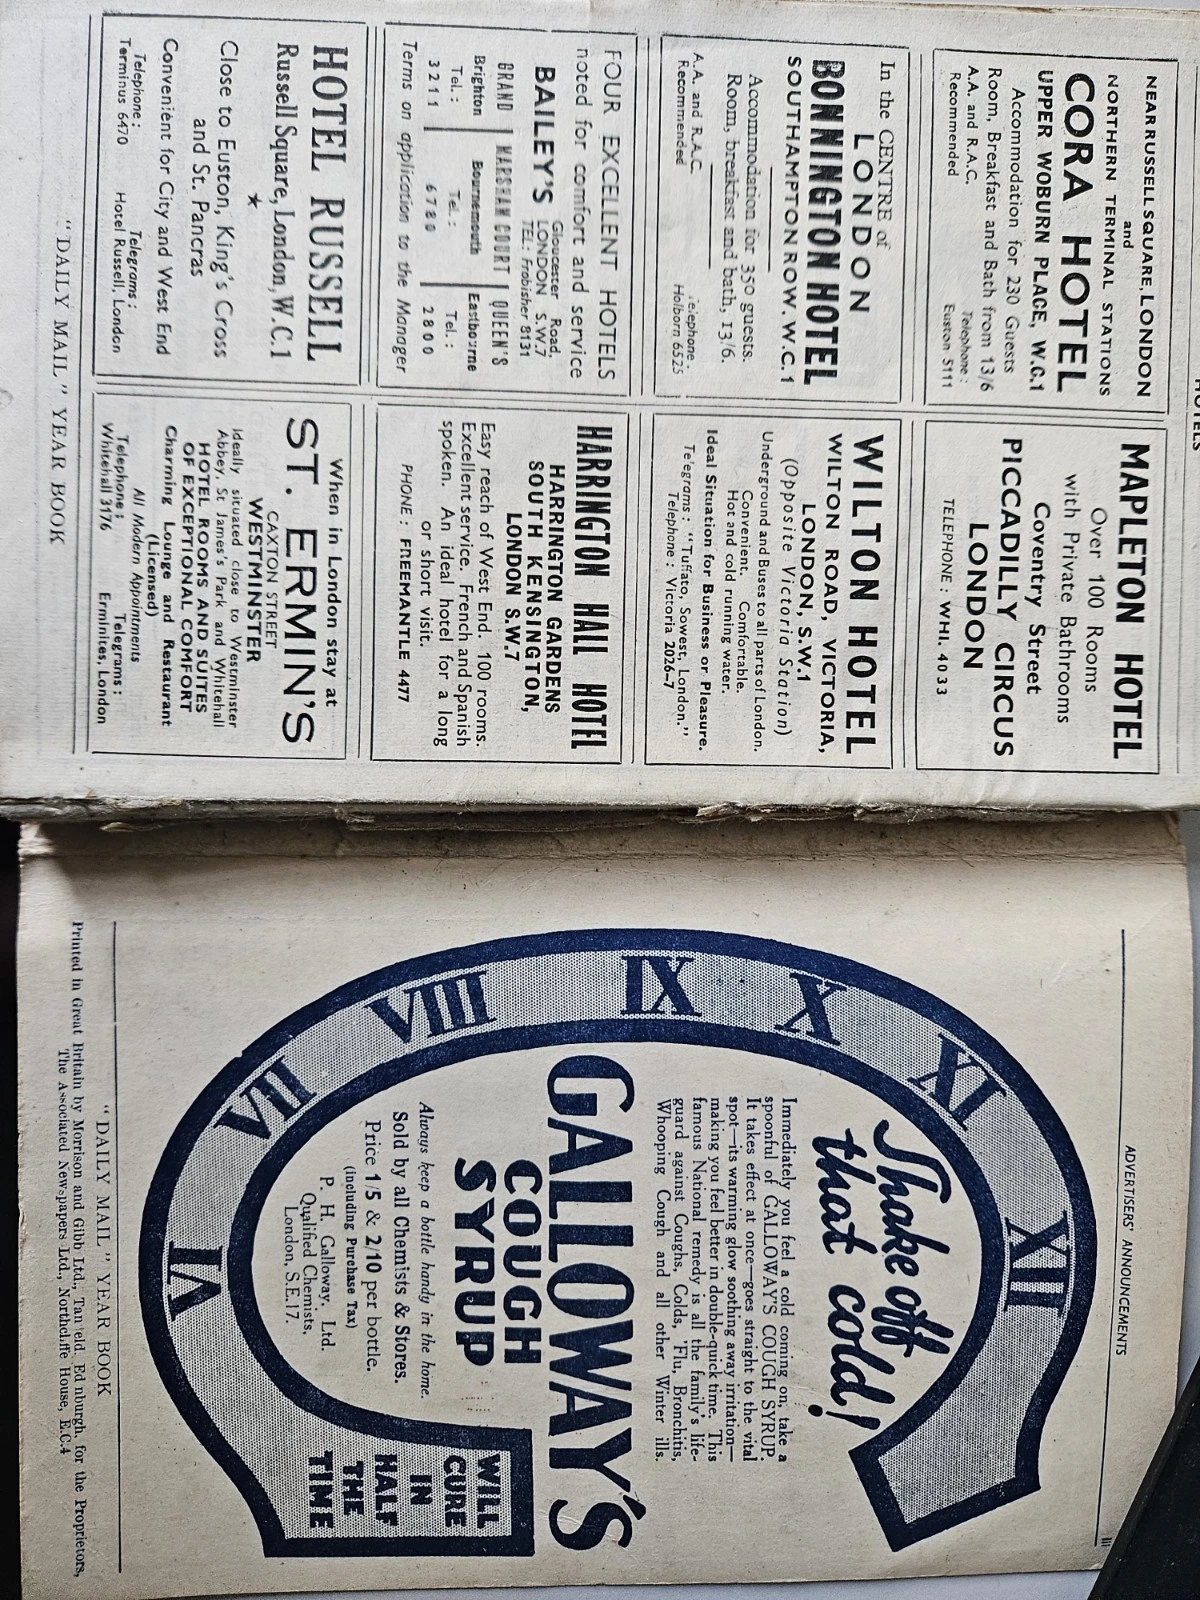 HOTELS
NEAR RUSSELL SQUARE, LONDON
and
NORTHERN TERMINAL STATIONS
CORA HOTEL
UPPER WOBURN PLACE, W.C.1
Accommodation for 230 Guests
Room, Breakfast and Bath from 13/6
A.A. and R.A.C. Telephone:
Recommended Euston 5111
MAPLETON HOTEL
Over 100 Rooms
with Private Bathrooms
Coventry Street
PICCADILLY CIRCUS
LONDON
TELEPHONE: WHI. 4033
In the CENTRE of
LONDON
BONNINGTON HOTEL
SOUTHAMPTON ROW. W.C.1
Accommodation for 350 guests.
Room, breakfast and bath, 13/6.
A.A. and R.A.C. Telephone.
Recommended Holborn 6525
WILTON HOTEL
WILTON ROAD, VICTORIA,
LONDON, S.W.1
(Opposite Victoria Station)
Underground and Buses to all parts of London.
Convenient. Comfortable.
Hot and cold running water.
Ideal Situation for Business or Pleasure.
Telegrams: "Tuffato, Sowest, London."
Telephone: Victoria 2026-7
FOUR EXCELLENT HOTELS
noted for comfort and service
BAILEY'S Gloucester Road,
LONDON S.W.7
TEL: Frobisher 8131
GRAND MARSHAM COURT QUEEN'S
Brighton Bournemouth Eastbourne
Tel.: Tel.: Tel.:
3211 6780 2800
Terms on application to the Manager
HARRINGTON HALL HOTEL
HARRINGTON GARDENS
SOUTH KENSINGTON,
LONDON S.W.7
Easy reach of West End. 100 rooms.
Excellent service. French and Spanish
spoken. An ideal hotel for a long
or short visit.
PHONE: FREEMANTLE 4477
HOTEL RUSSELL
Russell Square, London, W.C.1
★
Close to Euston, King's Cross
and St. Pancras
Convenient for City and West End
Telephone: Telegrams:
Terminus 6470 Hotel Russell, London
When in London stay at
ST. ERMIN'S
CAXTON STREET
WESTMINSTER
Ideally situated close to Westminster
Abbey, St James's Park and Whitehall
HOTEL ROOMS AND SUITES
OF EXCEPTIONAL COMFORT
Charming Lounge and Restaurant
(Licensed)
All Modern Appointments
Telephone: Telegrams:
Whitehall 3176 Erminites, London
"DAILY MAIL" YEAR BOOK
ADVERTISERS' ANNOUNCEMENTS
XII
XI
X
IX
VIII
VII
VI
Shake off
that cold!
Immediately you feel a cold coming on, take a
spoonful of GALLOWAY'S COUGH SYRUP.
It takes effect at once—goes straight to the vital
spot—its warming glow soothing away irritation—
making you feel better in double-quick time. This
famous National remedy is all the family's life-
guard against Coughs, Colds, 'Flu, Bronchitis,
Whooping Cough and all other Winter ills.
GALLOWAY'S
COUGH
SYRUP
WILL
CURE
IN
HALF
THE
TIME
Always keep a bottle handy in the home.
Sold by all Chemists & Stores.
Price 1/5 & 2/10 per bottle.
(including Purchase Tax)
P. H. Galloway, Ltd.
Qualified Chemists,
London, S.E.17.
"DAILY MAIL" YEAR BOOK
Printed in Great Britain by Morrison and Gibb Ltd., Tanfield, Edinburgh, for the Proprietors,
The Associated Newspapers Ltd., Northcliffe House, E.C.4